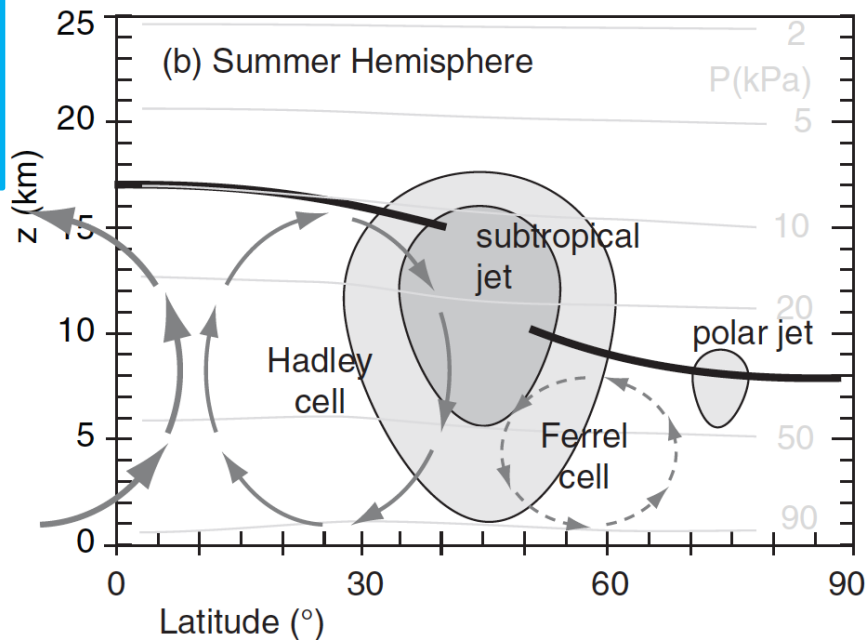 25
(b) Summer Hemisphere
2
P(kPa)
20
5
z (km)
15
subtropical
jet
10
20
10
polar jet
Hadley
cell
5
Ferrel
cell
50
90
0
0
30
60
90
Latitude (°)